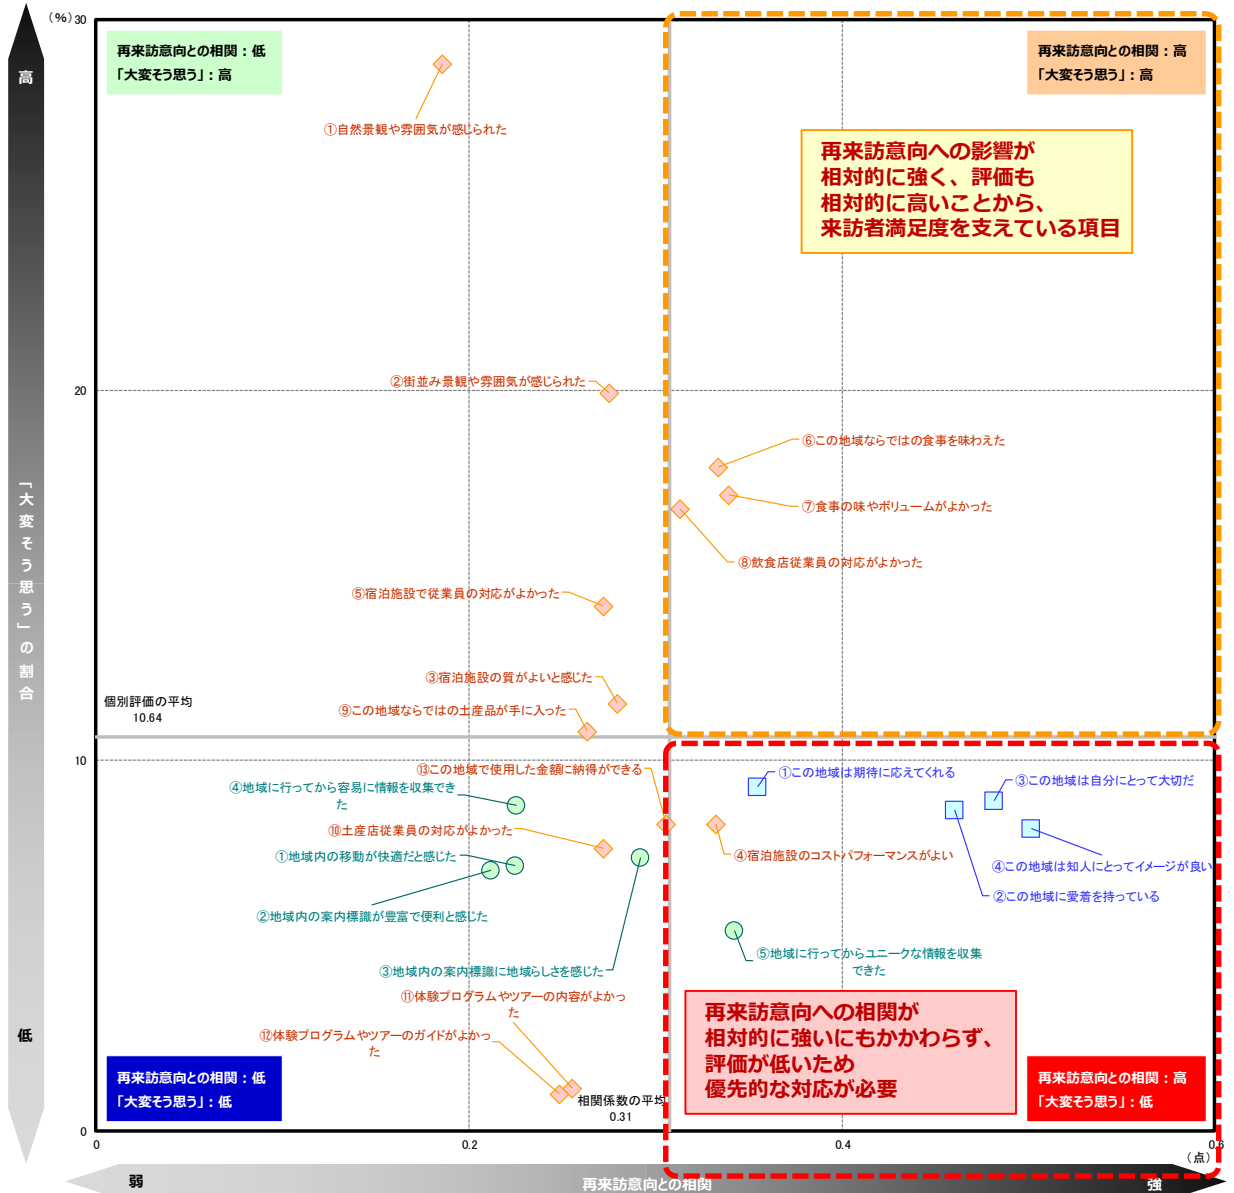 （%）
30
20
10
0
0
0.2
0.4
0.6
（点）
高
「大変そう思う」の割合
低
弱
再来訪意向との相関
強
再来訪意向との相関：低
「大変そう思う」：高
再来訪意向との相関：高
「大変そう思う」：高
再来訪意向への影響が
相対的に強く、評価も
相対的に高いことから、
来訪者満足度を支えている項目
①自然景観や雰囲気が感じられた
②街並み景観や雰囲気が感じられた
⑥この地域ならではの食事を味わえた
⑦食事の味やボリュームがよかった
⑧飲食店従業員の対応がよかった
⑤宿泊施設で従業員の対応がよかった
③宿泊施設の質がよいと感じた
⑨この地域ならではの土産品が手に入った
個別評価の平均
10.64
⑬この地域で使用した金額に納得ができる
④地域に行ってから容易に情報を収集でき
た
⑩土産店従業員の対応がよかった
①地域内の移動が快適だと感じた
②地域内の案内標識が豊富で便利と感じた
③地域内の案内標識に地域らしさを感じた
⑪体験プログラムやツアーの内容がよかっ
た
⑫体験プログラムやツアーのガイドがよかっ
た
①この地域は期待に応えてくれる
③この地域は自分にとって大切だ
④宿泊施設のコストパフォーマンスがよい
④この地域は知人にとってイメージが良い
②この地域に愛着を持っている
⑤地域に行ってからユニークな情報を収集
できた
再来訪意向への相関が
相対的に強いにもかかわらず、
評価が低いため
優先的な対応が必要
相関係数の平均
0.31
再来訪意向との相関：低
「大変そう思う」：低
再来訪意向との相関：高
「大変そう思う」：低